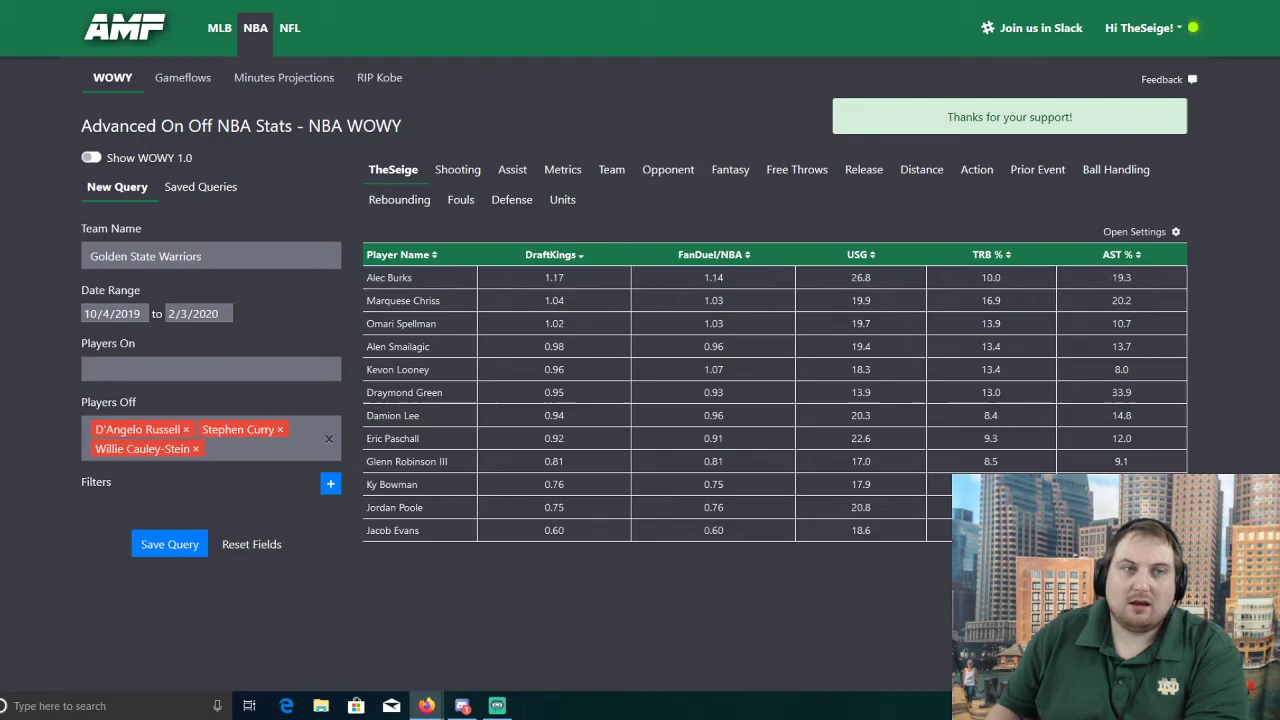 AMF MLB NBA NFL Join us in Slack Hi TheSeige!
WOWY Gameflows Minutes Projections RIP Kobe Feedback
Advanced On Off NBA Stats - NBA WOWY
Thanks for your support!
Show WOWY 1.0
New Query Saved Queries
Team Name
Golden State Warriors
Date Range
10/4/2019 to 2/3/2020
Players On
Players Off
D'Angelo Russell × Stephen Curry ×
Willie Cauley-Stein ×
Filters
+
Save Query Reset Fields
TheSeige Shooting Assist Metrics Team Opponent Fantasy Free Throws Release Distance Action Prior Event Ball Handling
Rebounding Fouls Defense Units
Open Settings
Player Name DraftKings FanDuel/NBA USG TRB % AST %
Alec Burks 1.17 1.14 26.8 10.0 19.3
Marquese Chriss 1.04 1.03 19.9 16.9 20.2
Omari Spellman 1.02 1.03 19.7 13.9 10.7
Alen Smailagic 0.98 0.96 19.4 13.4 13.7
Kevon Looney 0.96 1.07 18.3 13.4 8.0
Draymond Green 0.95 0.93 13.9 13.0 33.9
Damion Lee 0.94 0.96 20.3 8.4 14.8
Eric Paschall 0.92 0.91 22.6 9.3 12.0
Glenn Robinson III 0.81 0.81 17.0 8.5 9.1
Ky Bowman 0.76 0.75 17.9
Jordan Poole 0.75 0.76 20.8
Jacob Evans 0.60 0.60 18.6
Type here to search